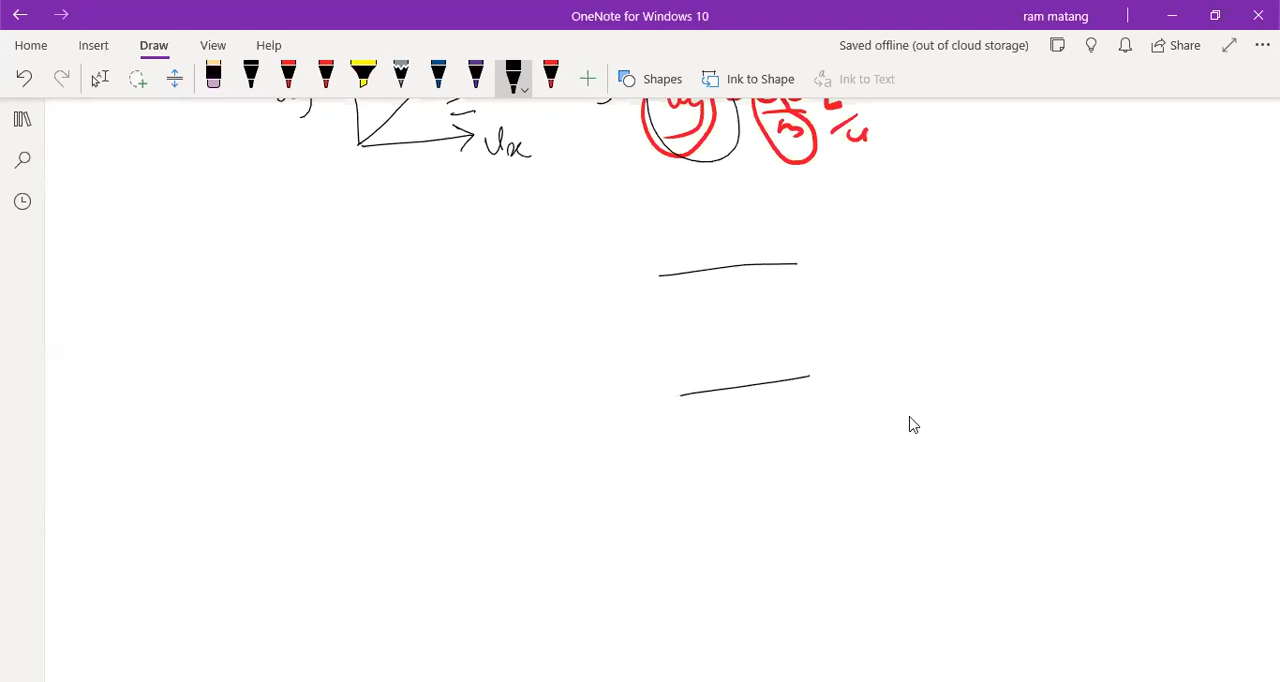 OneNote for Windows 10
ram matang
Home Insert Draw View Help
Saved offline (out of cloud storage)
Share
Shapes
Ink to Shape
Ink to Text
uy
m
/u
Ux